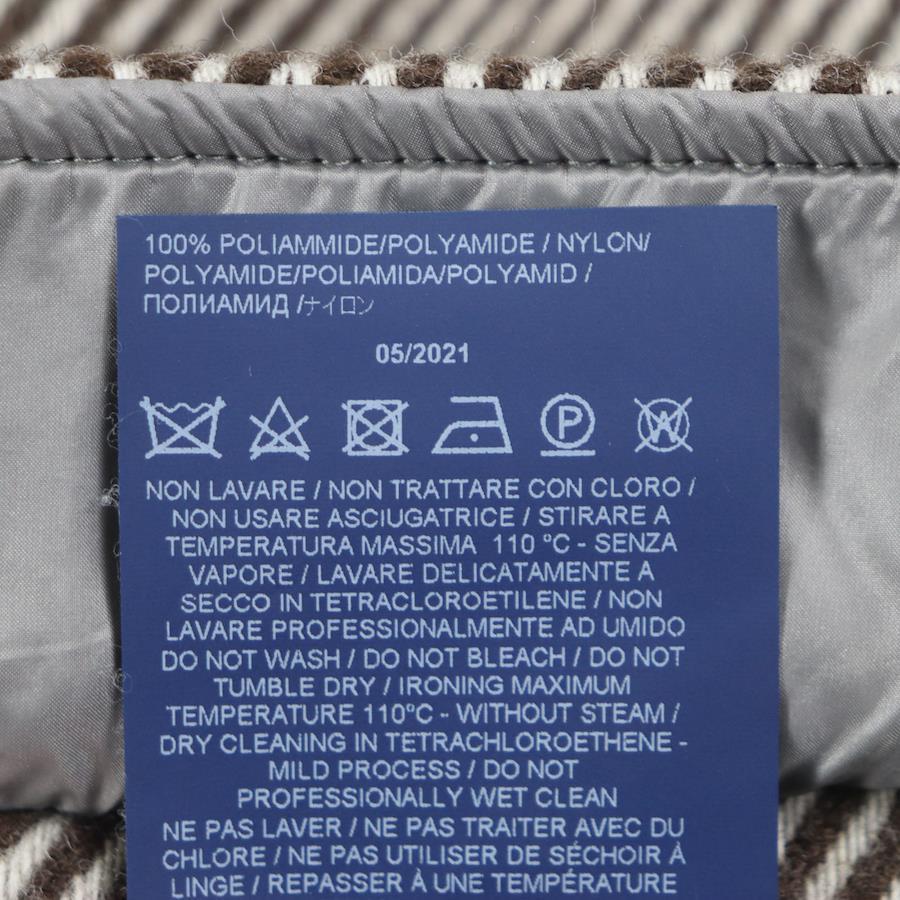 100% POLIAMMIDE/POLYAMIDE / NYLON/
POLYAMIDE/POLIAMIDA/POLYAMID /
ПОЛИАМИД /ナイロン
05/2021
P
W
NON LAVARE / NON TRATTARE CON CLORO /
NON USARE ASCIUGATRICE / STIRARE A
TEMPERATURA MASSIMA 110 °C - SENZA
VAPORE / LAVARE DELICATAMENTE A
SECCO IN TETRACLOROETILENE / NON
LAVARE PROFESSIONALMENTE AD UMIDO
DO NOT WASH / DO NOT BLEACH / DO NOT
TUMBLE DRY / IRONING MAXIMUM
TEMPERATURE 110°C - WITHOUT STEAM /
DRY CLEANING IN TETRACHLOROETHENE -
MILD PROCESS / DO NOT
PROFESSIONALLY WET CLEAN
NE PAS LAVER / NE PAS TRAITER AVEC DU
CHLORE / NE PAS UTILISER DE SÉCHOIR À
LINGE / REPASSER À UNE TEMPÉRATURE